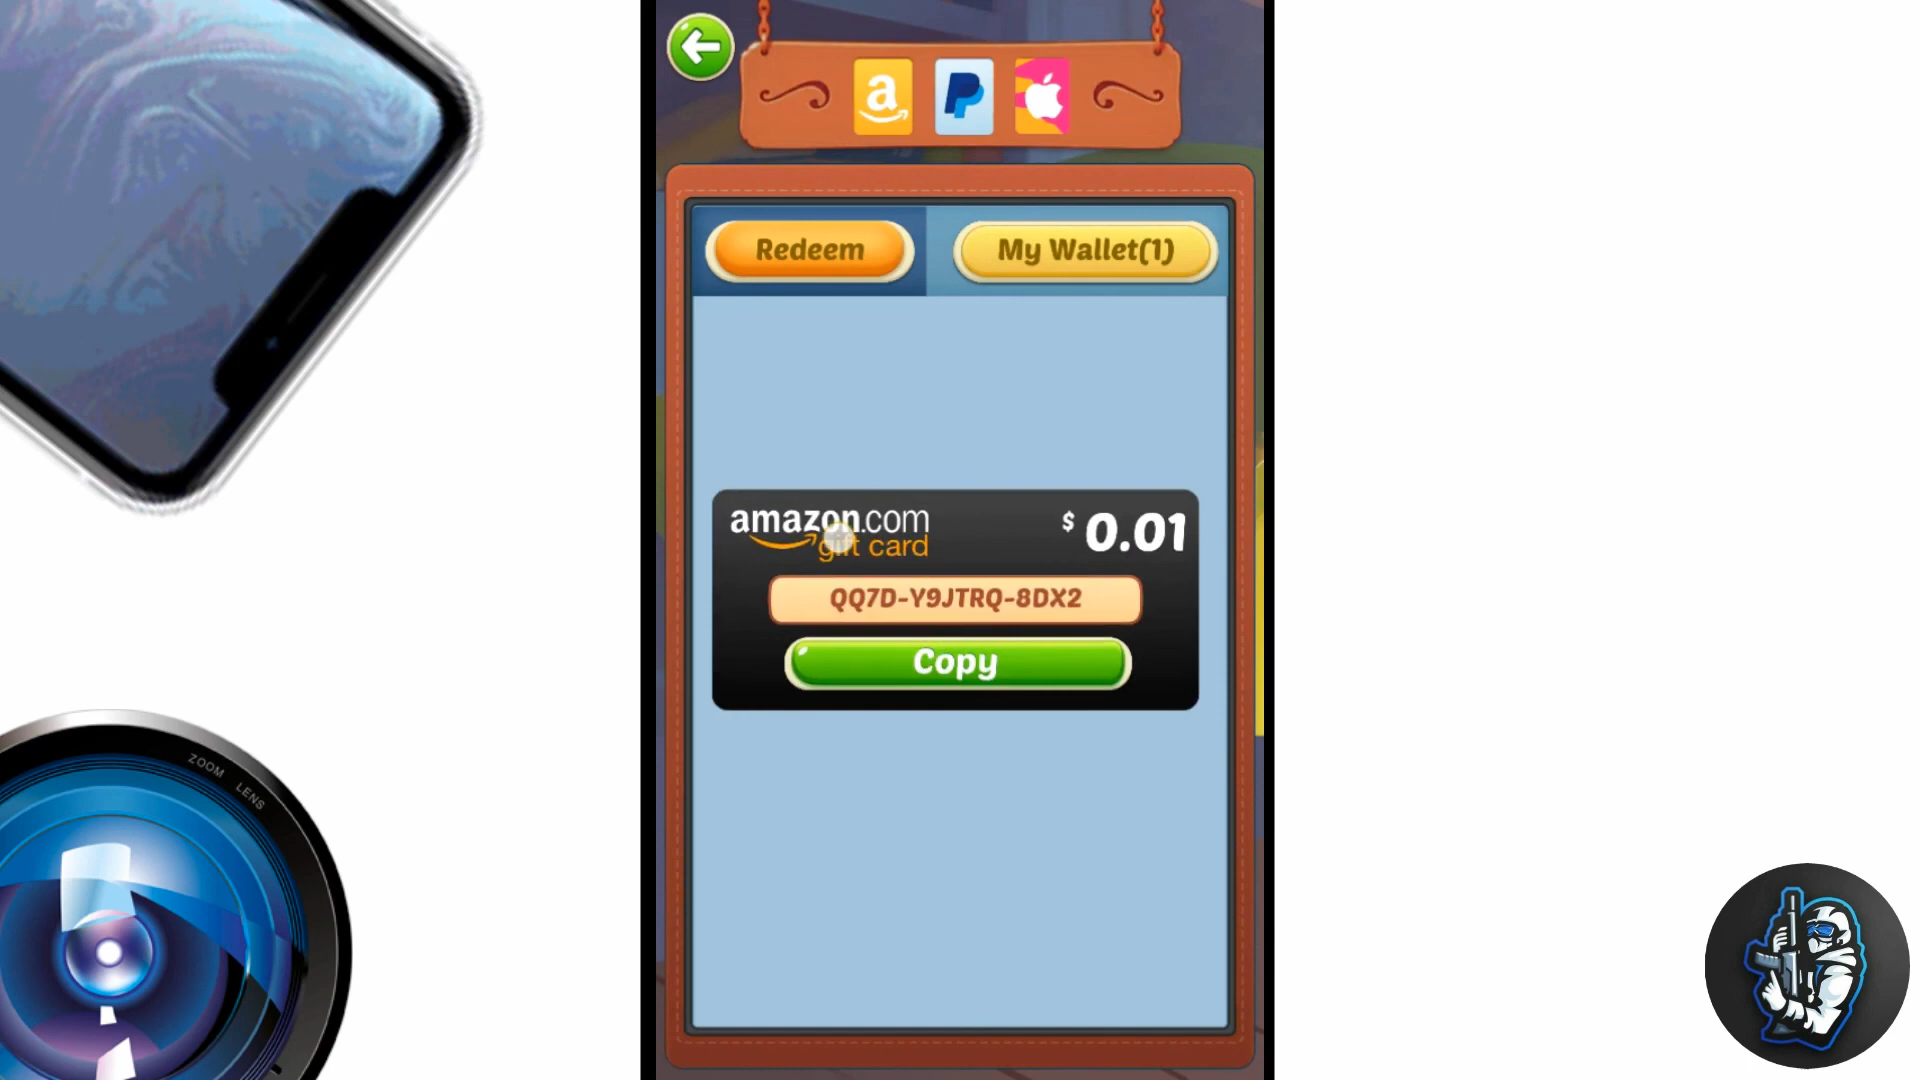 Redeem
My Wallet(1)
amazon.com
gift card
$ 0.01
QQ7D-Y9JTRQ-8DX2
Copy
ZOOM LENS